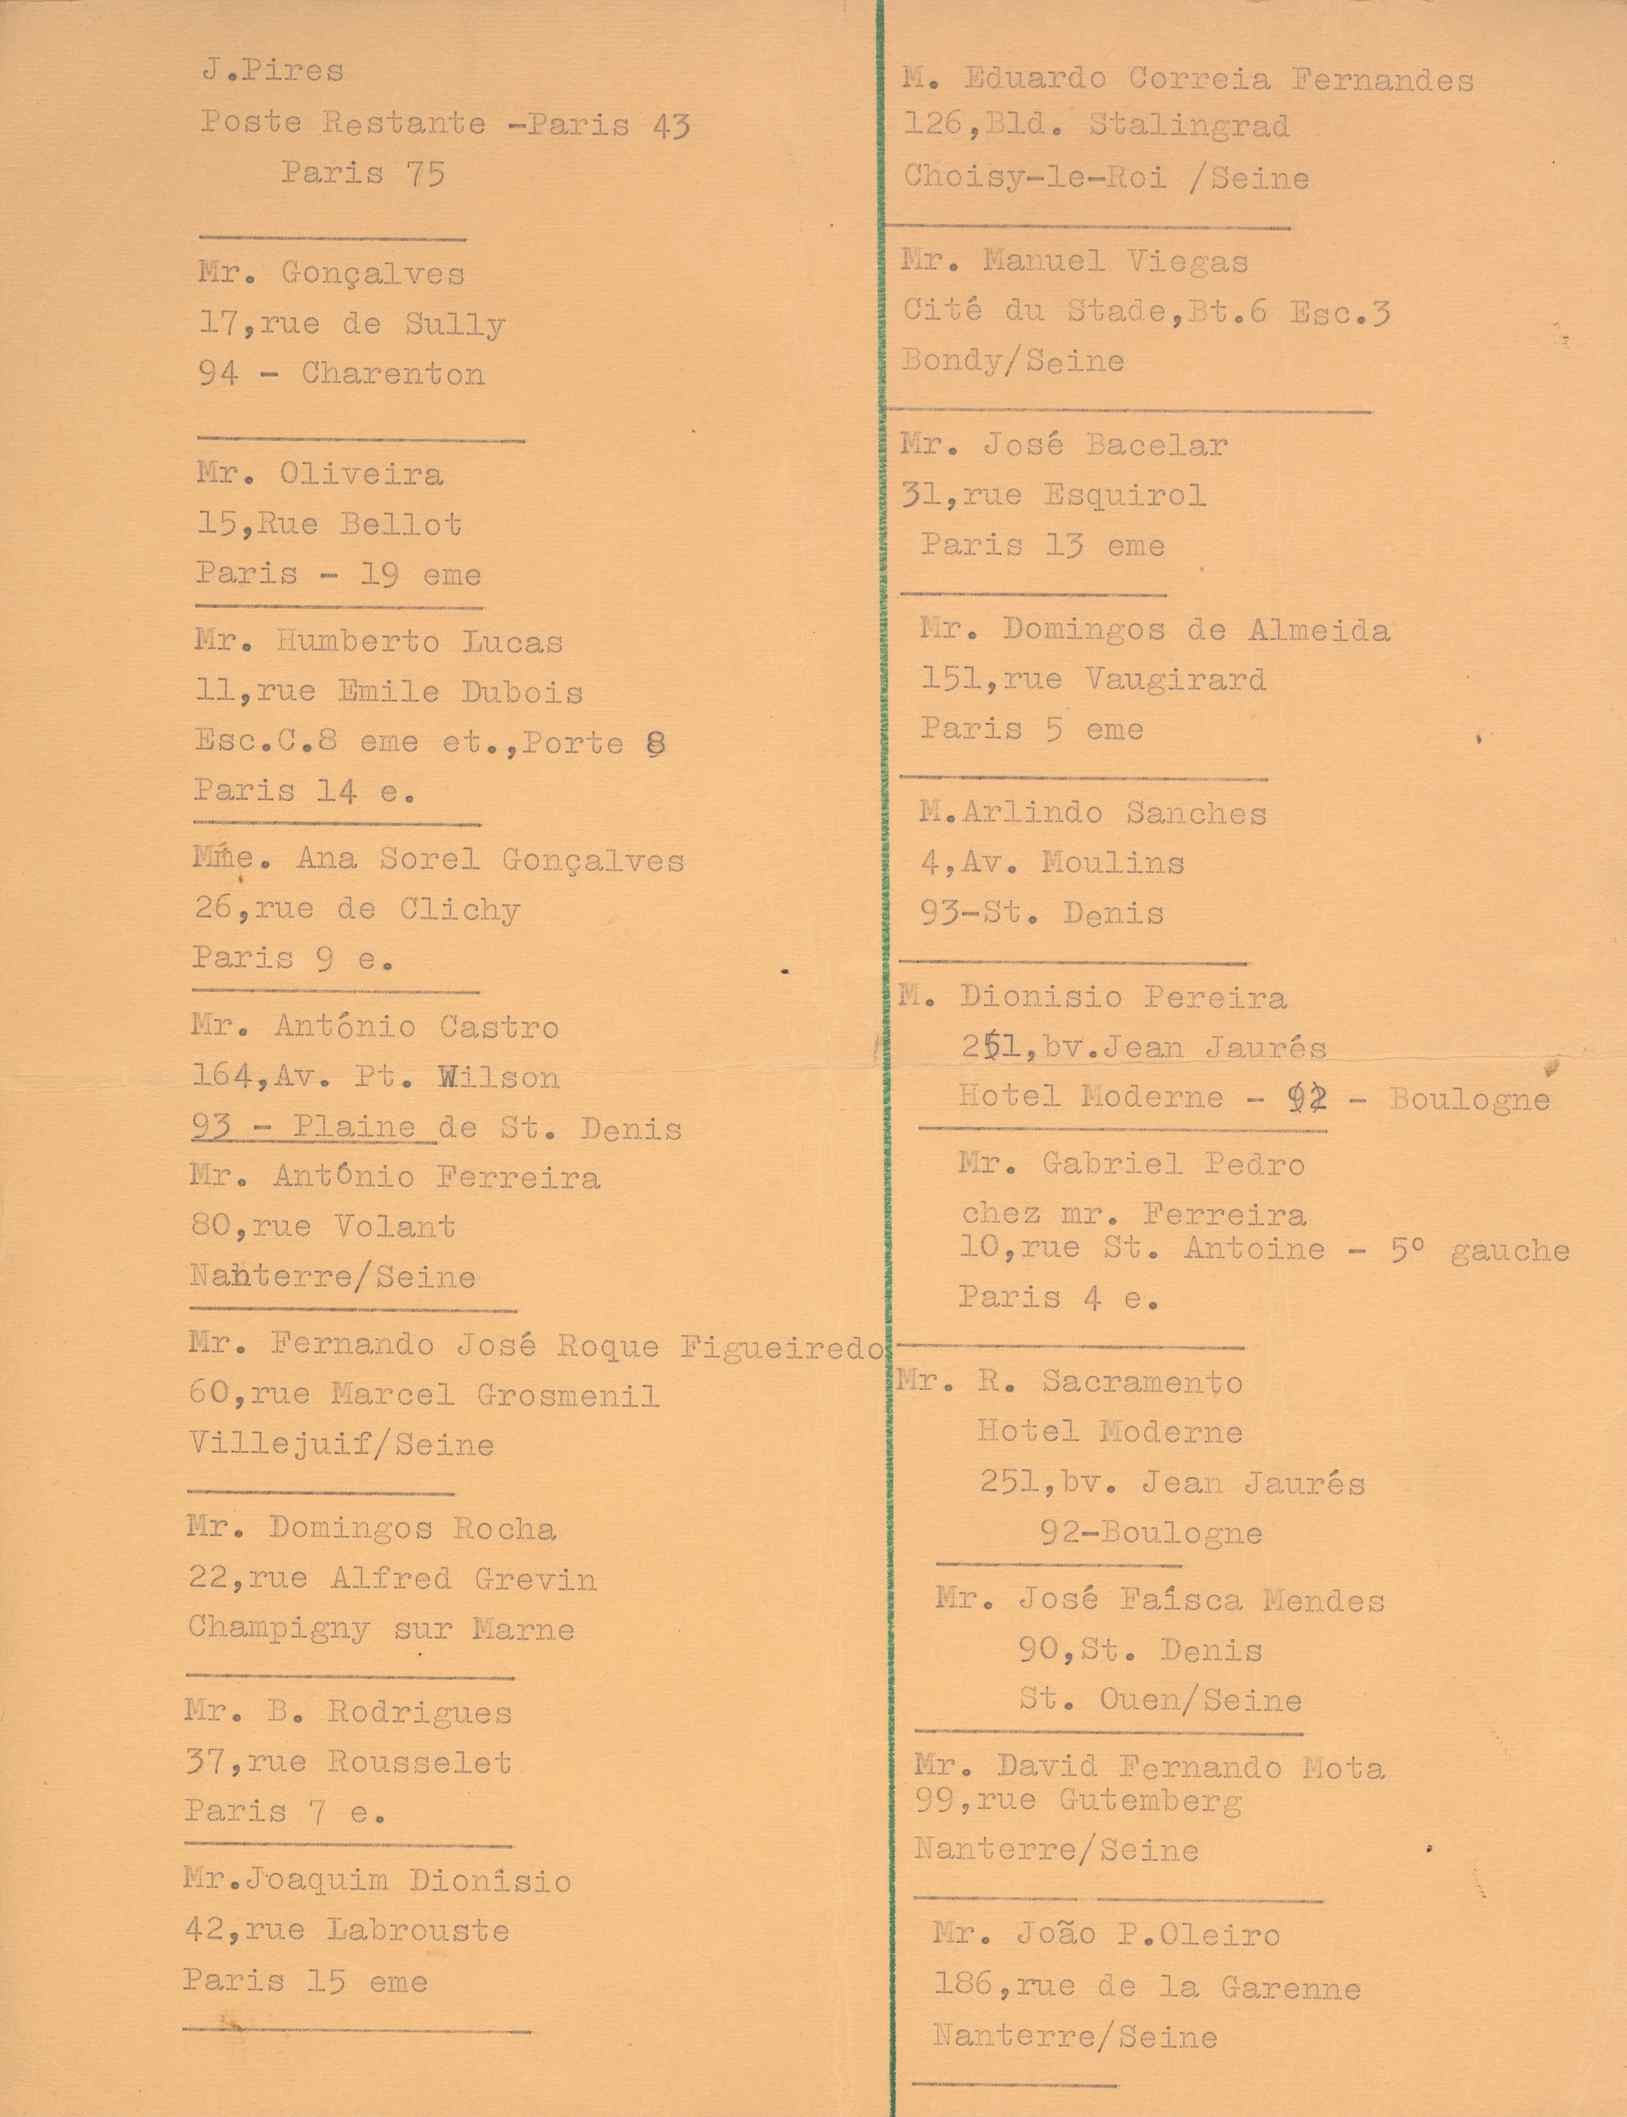 J.Pires
Poste Restante -Paris 43
Paris 75
Mr. Gonçalves
17,rue de Sully
94 - Charenton
Mr. Oliveira
15,Rue Bellot
Paris - 19 eme
Mr. Humberto Lucas
11,rue Emile Dubois
Esc.C.8 eme et.,Porte 8
Paris 14 e.
Mme. Ana Sorel Gonçalves
26,rue de Clichy
Paris 9 e.
Mr. António Castro
164,Av. Pt. Wilson
93 - Plaine de St. Denis
Mr. António Ferreira
80,rue Volant
Nanterre/Seine
Mr. Fernando José Roque Figueiredo
60,rue Marcel Grosmenil
Villejuif/Seine
Mr. Domingos Rocha
22,rue Alfred Grevin
Champigny sur Marne
Mr. B. Rodrigues
37,rue Rousselet
Paris 7 e.
Mr.Joaquim Dionísio
42,rue Labrouste
Paris 15 eme
M. Eduardo Correia Fernandes
126,Bld. Stalingrad
Choisy-le-Roi /Seine
Mr. Manuel Viegas
Cité du Stade,Bt.6 Esc.3
Bondy/Seine
Mr. José Bacelar
31,rue Esquirol
Paris 13 eme
Mr. Domingos de Almeida
151,rue Vaugirard
Paris 5 eme
M.Arlindo Sanches
4,Av. Moulins
93-St. Denis
M. Dionisio Pereira
251,bv.Jean Jaurés
Hotel Moderne - 92 - Boulogne
Mr. Gabriel Pedro
chez mr. Ferreira
10,rue St. Antoine - 5º gauche
Paris 4 e.
Mr. R. Sacramento
Hotel Moderne
251,bv. Jean Jaurés
92-Boulogne
Mr. José Faísca Mendes
90,St. Denis
St. Ouen/Seine
Mr. David Fernando Mota
99,rue Gutemberg
Nanterre/Seine
Mr. João P.Oleiro
186,rue de la Garenne
Nanterre/Seine